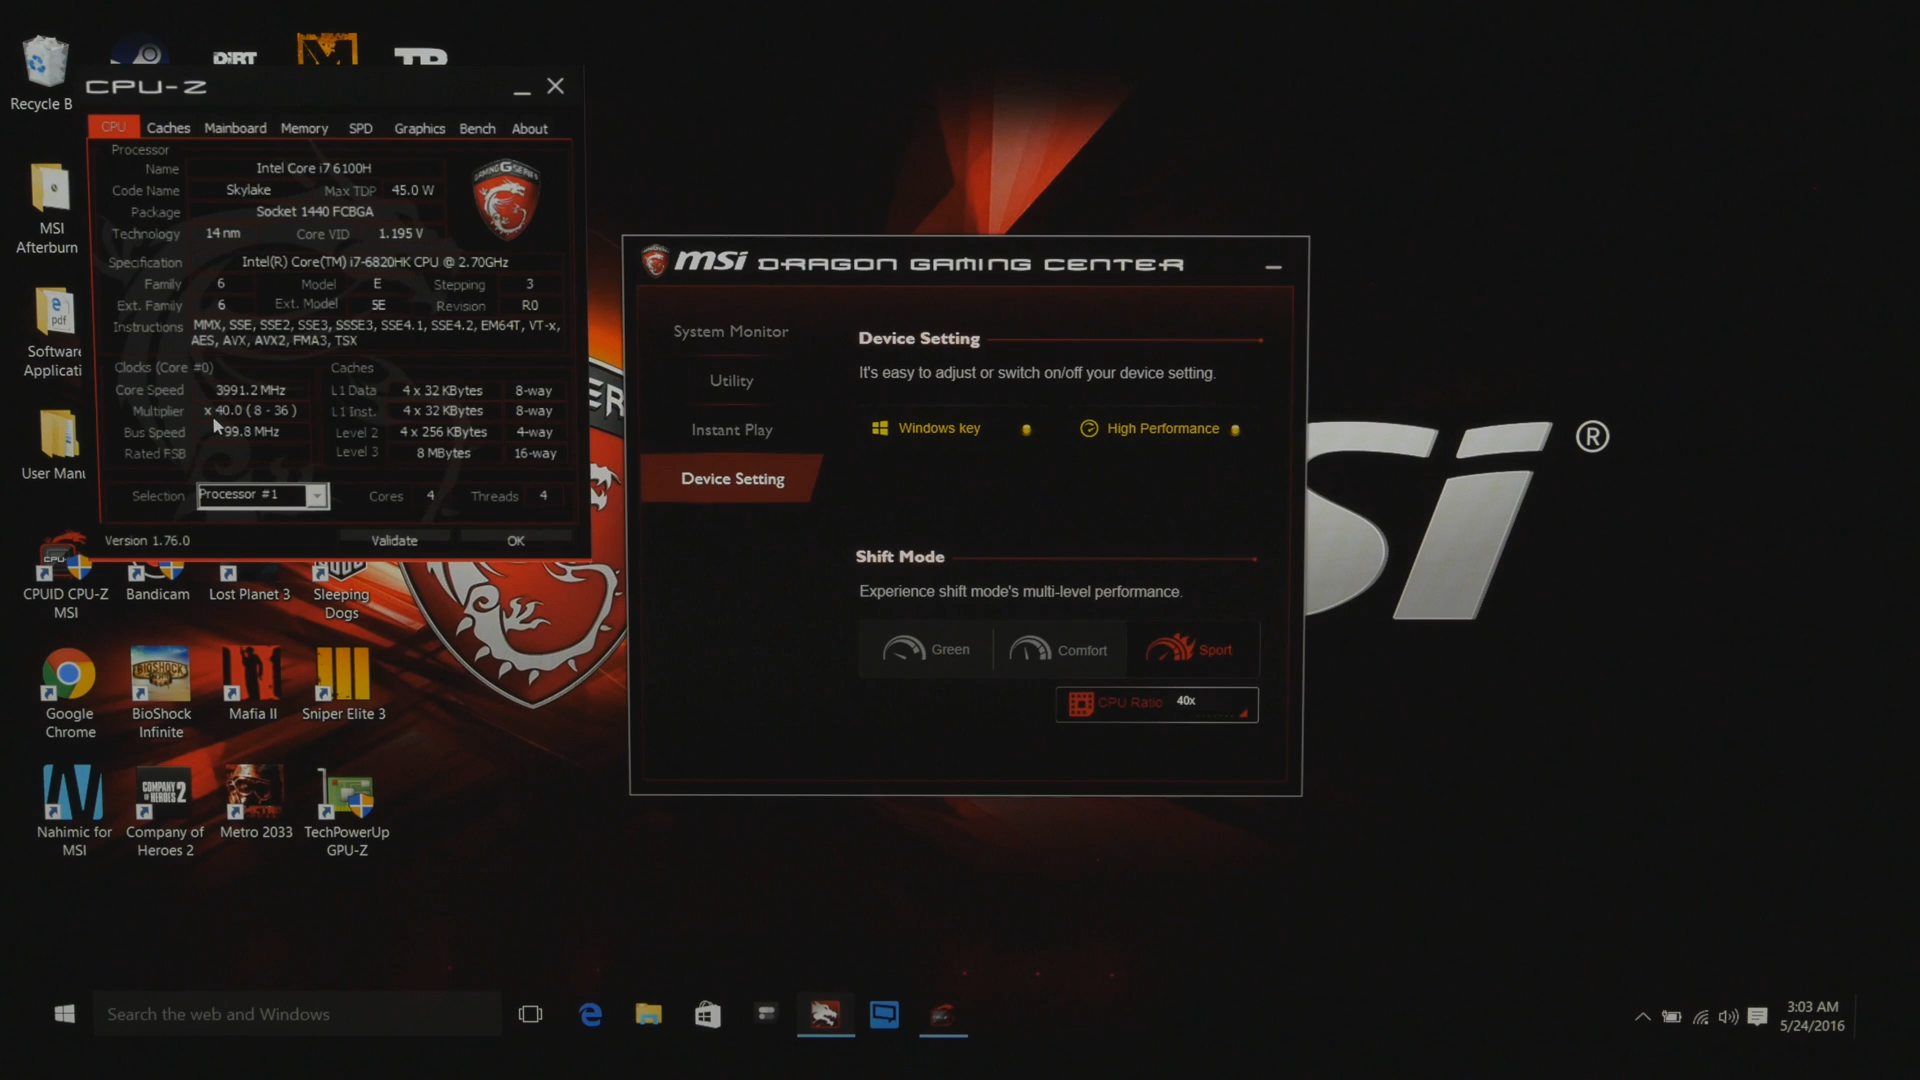 Recycle B
DiRT
CPU-Z
CPU Caches Mainboard Memory SPD Graphics Bench About
Processor
Name Intel Core i7 6100H
Code Name Skylake Max TDP 45.0 W
Package Socket 1440 FCBGA
Technology 14 nm Core VID 1.195 V
GAMING G SERIES
Specification Intel(R) Core(TM) i7-6820HK CPU @ 2.70GHz
Family 6 Model E Stepping 3
Ext. Family 6 Ext. Model 5E Revision R0
Instructions MMX, SSE, SSE2, SSE3, SSSE3, SSE4.1, SSE4.2, EM64T, VT-x,
AES, AVX, AVX2, FMA3, TSX
Clocks (Core #0) Caches
Core Speed 3991.2 MHz L1 Data 4 x 32 KBytes 8-way
Multiplier x 40.0 ( 8 - 36 ) L1 Inst. 4 x 32 KBytes 8-way
Bus Speed 99.8 MHz Level 2 4 x 256 KBytes 4-way
Rated FSB Level 3 8 MBytes 16-way
Selection Processor #1 Cores 4 Threads 4
Version 1.76.0 Validate OK
MSI
Afterburn
pdf
Software
Applicati
User Manu
CPUID CPU-Z
MSI
Bandicam
Lost Planet 3
Sleeping
Dogs
Google
Chrome
BIOSHOCK
INFINITE
BioShock
Infinite
Mafia II
Sniper Elite 3
Nahimic for
MSI
COMPANY
HEROES 2
Company of
Heroes 2
Metro 2033
TechPowerUp
GPU-Z
msi DRAGON GAMING CENTER
System Monitor
Utility
Instant Play
Device Setting
Device Setting
It's easy to adjust or switch on/off your device setting.
Windows key High Performance
Shift Mode
Experience shift mode's multi-level performance.
Green Comfort Sport
CPU Ratio 40x
Si ®
Search the web and Windows
3:03 AM
5/24/2016